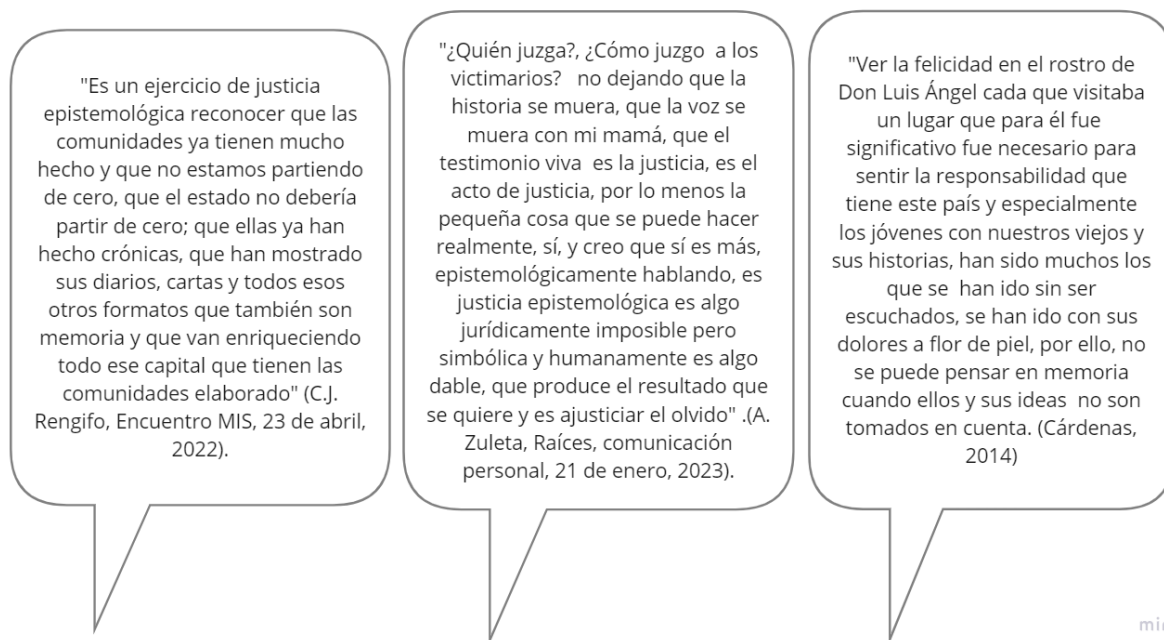 "Es un ejercicio de justicia
epistemológica reconocer que las
comunidades ya tienen mucho
hecho y que no estamos partiendo
de cero, que el estado no debería
partir de cero; que ellas ya han
hecho crónicas, que han mostrado
sus diarios, cartas y todos esos
otros formatos que también son
memoria y que van enriqueciendo
todo ese capital que tienen las
comunidades elaborado" (C.J.
Rengifo, Encuentro MIS, 23 de abril,
2022).
"¿Quién juzga?, ¿Cómo juzgo a los
victimarios? no dejando que la
historia se muera, que la voz se
muera con mi mamá, que el
testimonio viva es la justicia, es el
acto de justicia, por lo menos la
pequeña cosa que se puede hacer
realmente, sí, y creo que sí es más,
epistemológicamente hablando, es
justicia epistemológica es algo
jurídicamente imposible pero
simbólica y humanamente es algo
dable, que produce el resultado que
se quiere y es ajusticiar el olvido" .(A.
Zuleta, Raíces, comunicación
personal, 21 de enero, 2023).
"Ver la felicidad en el rostro de
Don Luis Ángel cada que visitaba
un lugar que para él fue
significativo fue necesario para
sentir la responsabilidad que
tiene este país y especialmente
los jóvenes con nuestros viejos y
sus historias, han sido muchos los
que se han ido sin ser
escuchados, se han ido con sus
dolores a flor de piel, por ello, no
se puede pensar en memoria
cuando ellos y sus ideas no son
tomados en cuenta. (Cárdenas,
2014)